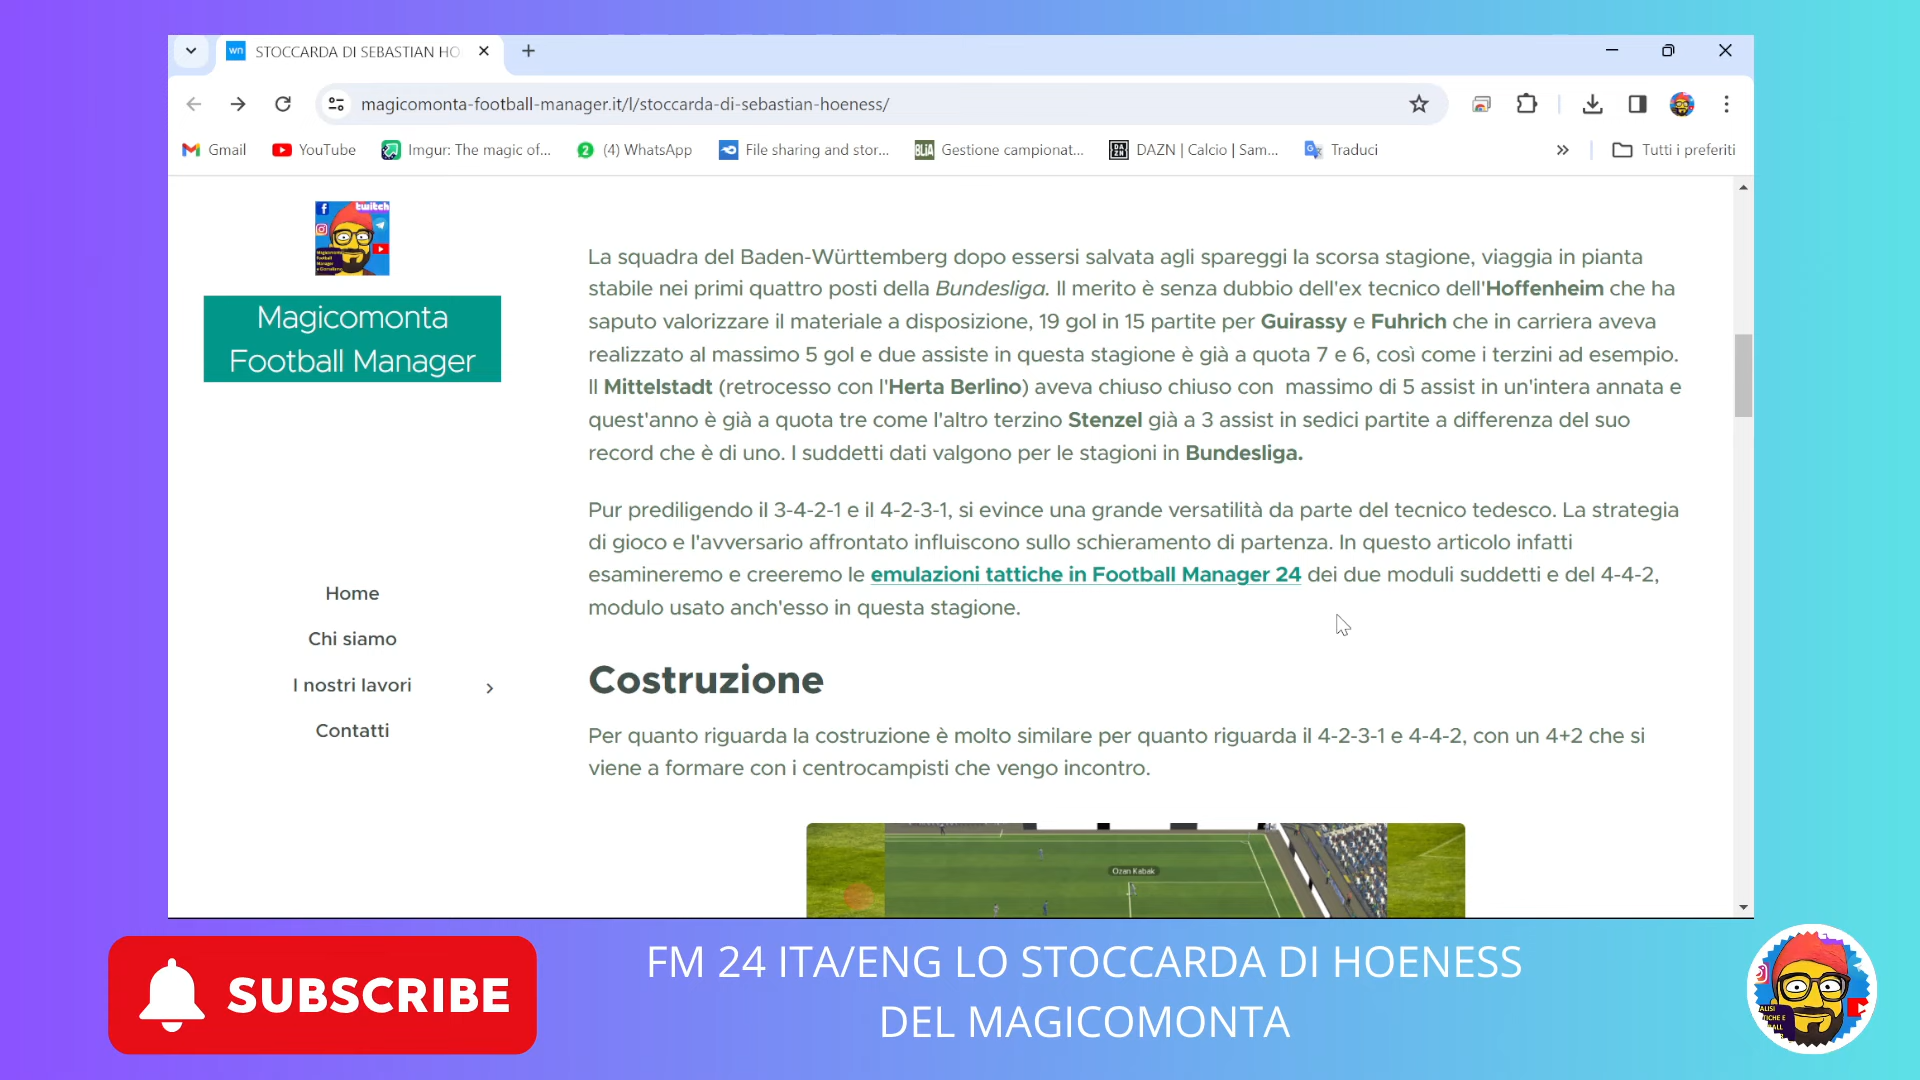 STOCCARDA DI SEBASTIAN HO
magicomonta-football-manager.it/l/stoccarda-di-sebastian-hoeness/
Gmail
YouTube
Imgur: The magic of...
(4) WhatsApp
File sharing and stor...
Gestione campionat...
DAZN | Calcio | Sam...
Traduci
Tutti i preferiti
twitch
Magicomonta
Football Manager
Home
Chi siamo
I nostri lavori
Contatti
La squadra del Baden-Württemberg dopo essersi salvata agli spareggi la scorsa stagione, viaggia in pianta
stabile nei primi quattro posti della Bundesliga. Il merito è senza dubbio dell'ex tecnico dell'Hoffenheim che ha
saputo valorizzare il materiale a disposizione, 19 gol in 15 partite per Guirassy e Fuhrich che in carriera aveva
realizzato al massimo 5 gol e due assiste in questa stagione è già a quota 7 e 6, così come i terzini ad esempio.
Il Mittelstadt (retrocesso con l'Herta Berlino) aveva chiuso chiuso con massimo di 5 assist in un'intera annata e
quest'anno è già a quota tre come l'altro terzino Stenzel già a 3 assist in sedici partite a differenza del suo
record che è di uno. I suddetti dati valgono per le stagioni in Bundesliga.
Pur prediligendo il 3-4-2-1 e il 4-2-3-1, si evince una grande versatilità da parte del tecnico tedesco. La strategia
di gioco e l'avversario affrontato influiscono sullo schieramento di partenza. In questo articolo infatti
esamineremo e creeremo le emulazioni tattiche in Football Manager 24 dei due moduli suddetti e del 4-4-2,
modulo usato anch'esso in questa stagione.
Costruzione
Per quanto riguarda la costruzione è molto similare per quanto riguarda il 4-2-3-1 e 4-4-2, con un 4+2 che si
viene a formare con i centrocampisti che vengo incontro.
Ozan Kabak
SUBSCRIBE
FM 24 ITA/ENG LO STOCCARDA DI HOENESS
DEL MAGICOMONTA